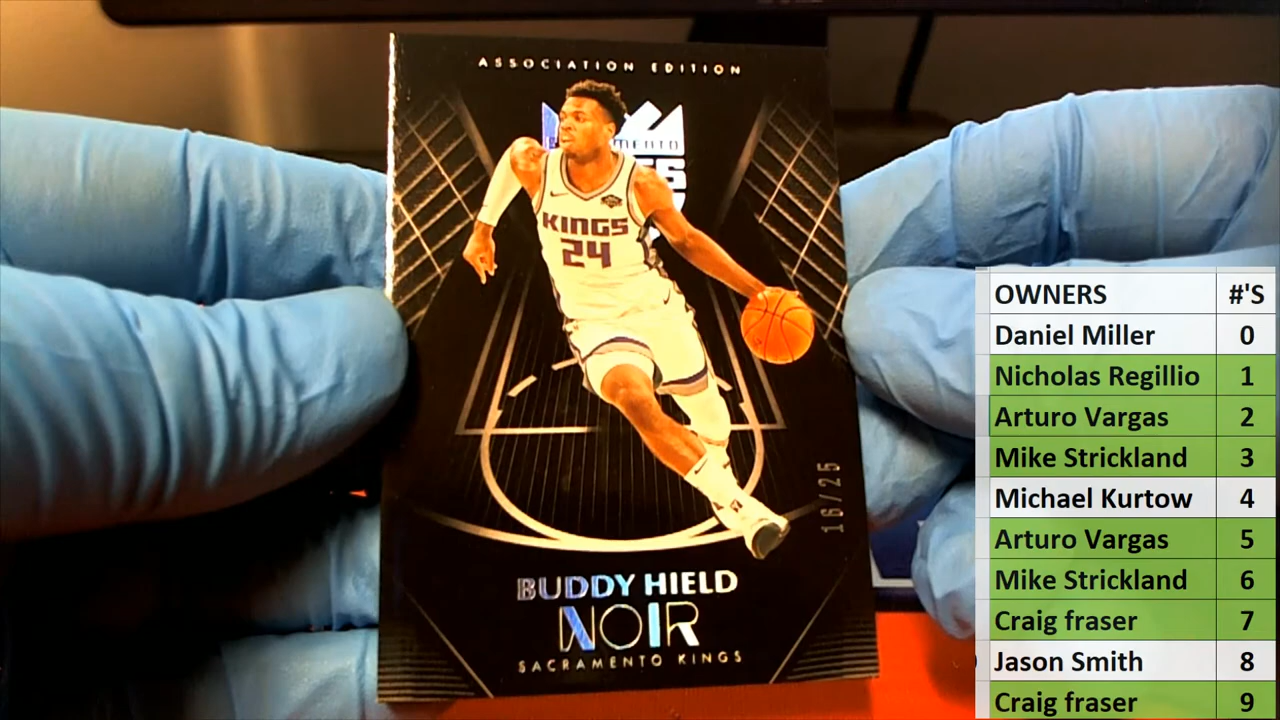 ASSOCIATION EDITION
KINGS
24
16/25
BUDDY HIELD
NOIR
SACRAMENTO KINGS
OWNERS #'S
Daniel Miller 0
Nicholas Regillio 1
Arturo Vargas 2
Mike Strickland 3
Michael Kurtow 4
Arturo Vargas 5
Mike Strickland 6
Craig fraser 7
Jason Smith 8
Craig fraser 9